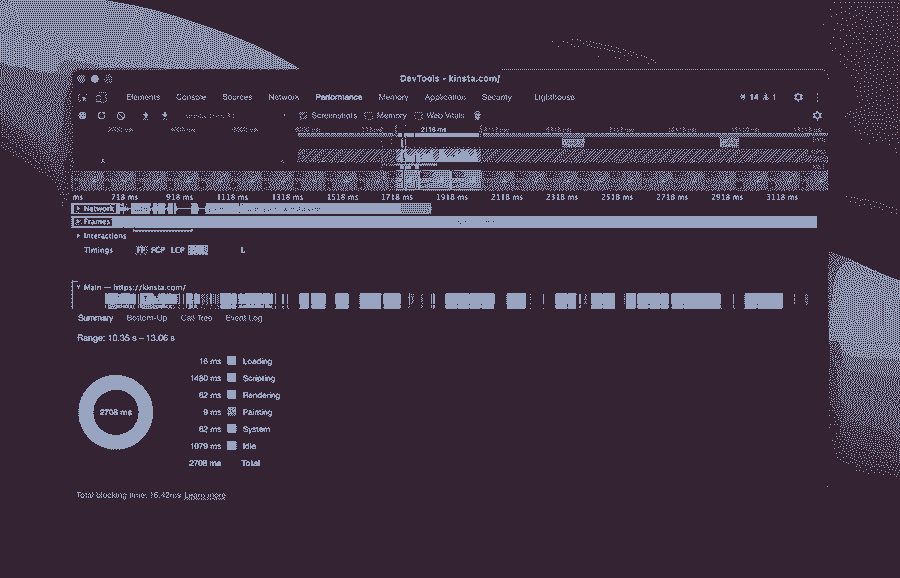 DevTools - kinsta.com/
Elements Console Sources Network Performance Memory Application Security Lighthouse 14 1
Screenshots Memory Web Vitals
2116 ms
ms 718 ms 918 ms 1118 ms 1318 ms 1518 ms 1718 ms 1918 ms 2118 ms 2318 ms 2518 ms 2718 ms 2918 ms 3118 ms
Network
Frames
Interactions
Timings FP FCP LCP L
Main — https://kinsta.com/
Summary Bottom-Up Call Tree Event Log
Range: 10.35 s – 13.06 s
16 ms Loading
1480 ms Scripting
62 ms Rendering
9 ms Painting
62 ms System
1079 ms Idle
2708 ms Total
2708 ms
Total blocking time: 16.42ms Learn more